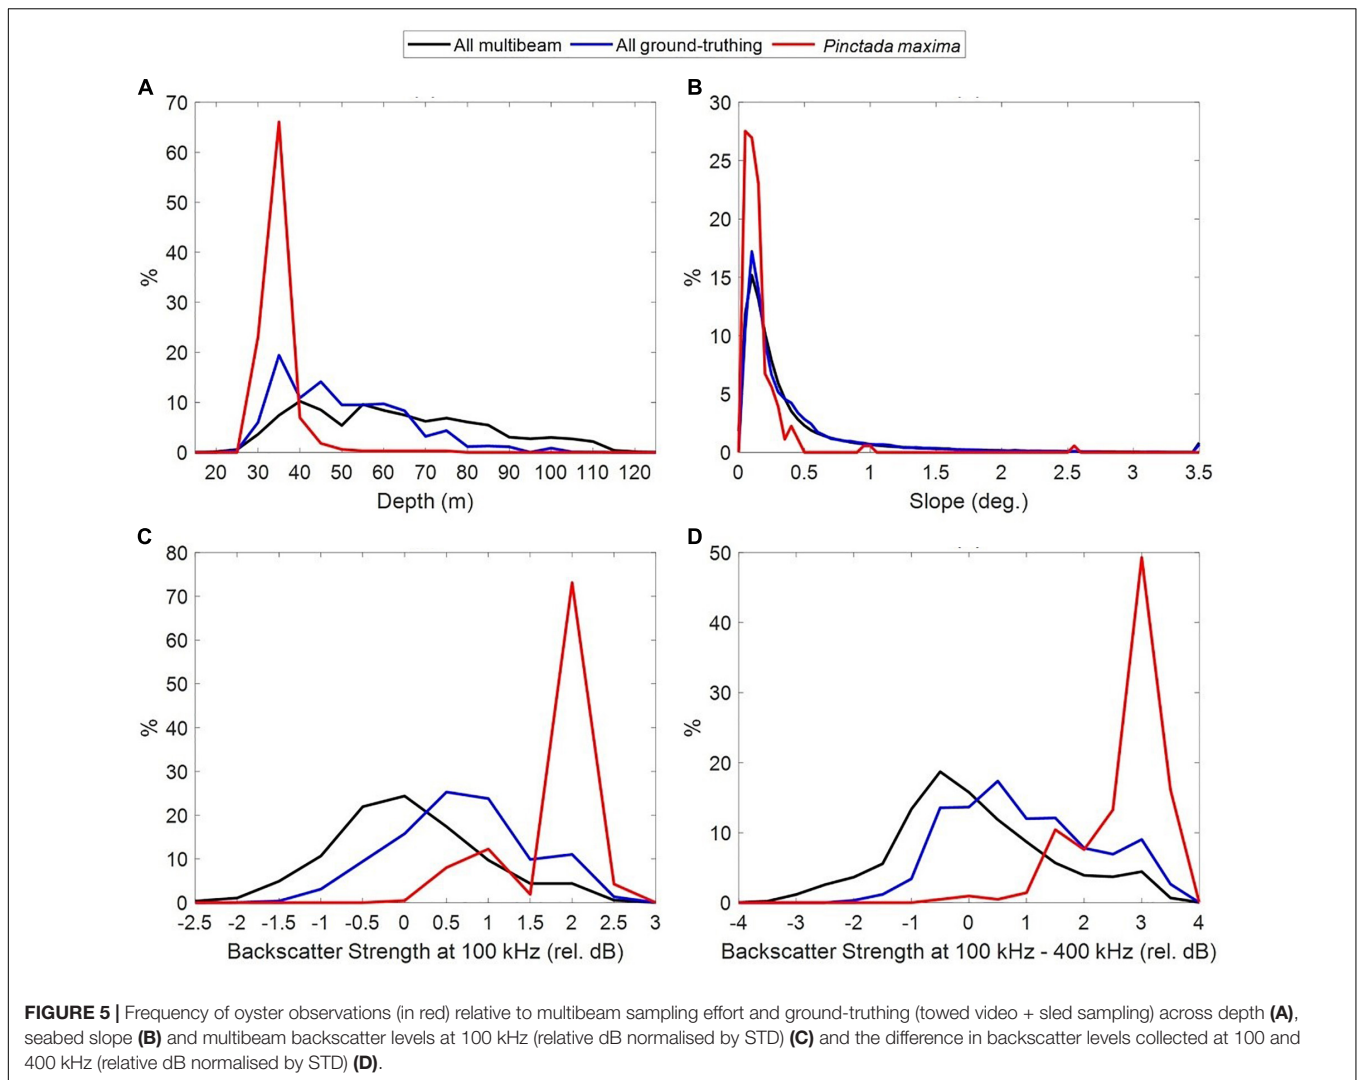 All multibeam All ground-truthing Pinctada maxima
A
70
60
50
40
30
20
10
0
%
20 30 40 50 60 70 80 90 100 110 120
Depth (m)
B
30
25
20
15
10
5
0
%
0 0.5 1 1.5 2 2.5 3 3.5
Slope (deg.)
C
80
70
60
50
40
30
20
10
0
%
-2.5 -2 -1.5 -1 -0.5 0 0.5 1 1.5 2 2.5 3
Backscatter Strength at 100 kHz (rel. dB)
D
50
40
30
20
10
0
%
-4 -3 -2 -1 0 1 2 3 4
Backscatter Strength at 100 kHz - 400 kHz (rel. dB)
FIGURE 5 | Frequency of oyster observations (in red) relative to multibeam sampling effort and ground-truthing (towed video + sled sampling) across depth (A),
seabed slope (B) and multibeam backscatter levels at 100 kHz (relative dB normalised by STD) (C) and the difference in backscatter levels collected at 100 and
400 kHz (relative dB normalised by STD) (D).